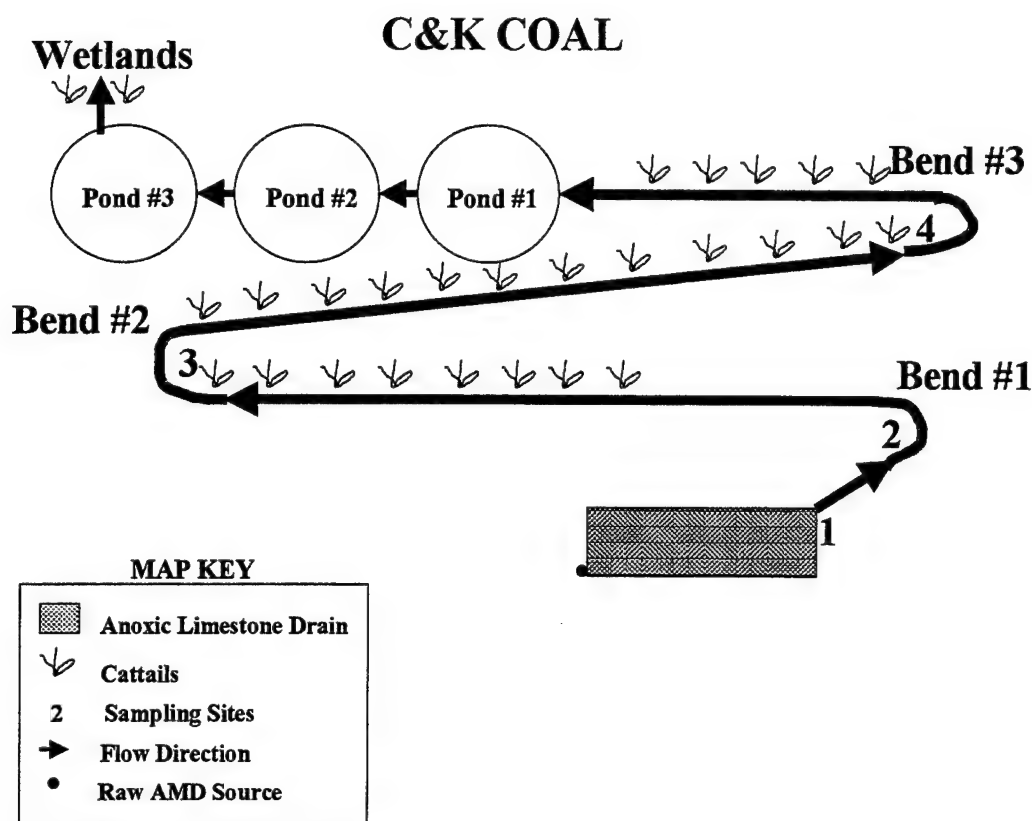 C&K COAL
Wetlands
Bend #3
Pond #3
Pond #2
Pond #1
4
Bend #2
3
Bend #1
2
1
MAP KEY
Anoxic Limestone Drain
Cattails
2 Sampling Sites
Flow Direction
Raw AMD Source